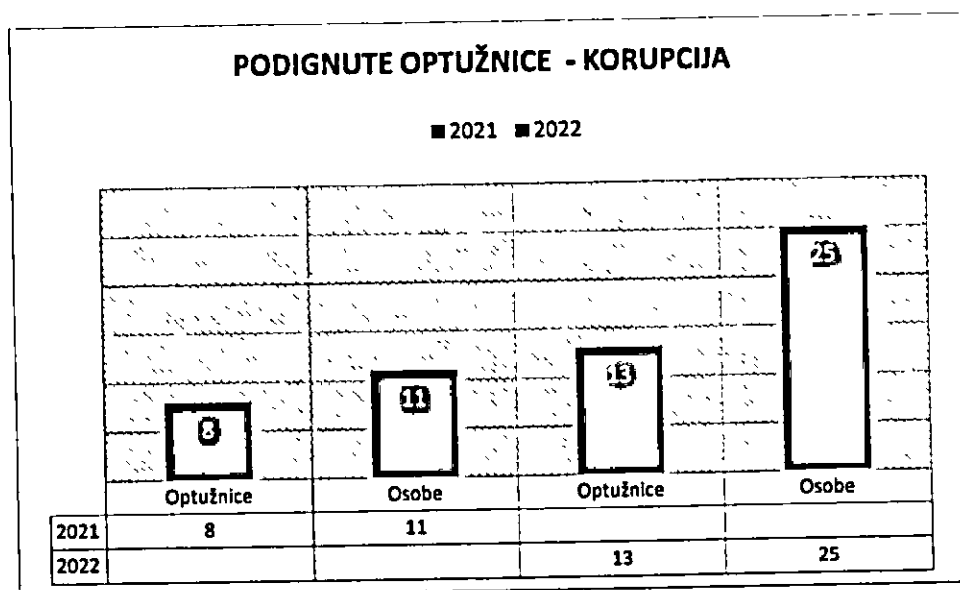 PODIGNUTE OPTUŽNICE - KORUPCIJA
2021 2022
8
11
13
25
Optužnice Osobe Optužnice Osobe
2021 8 11
2022 13 25